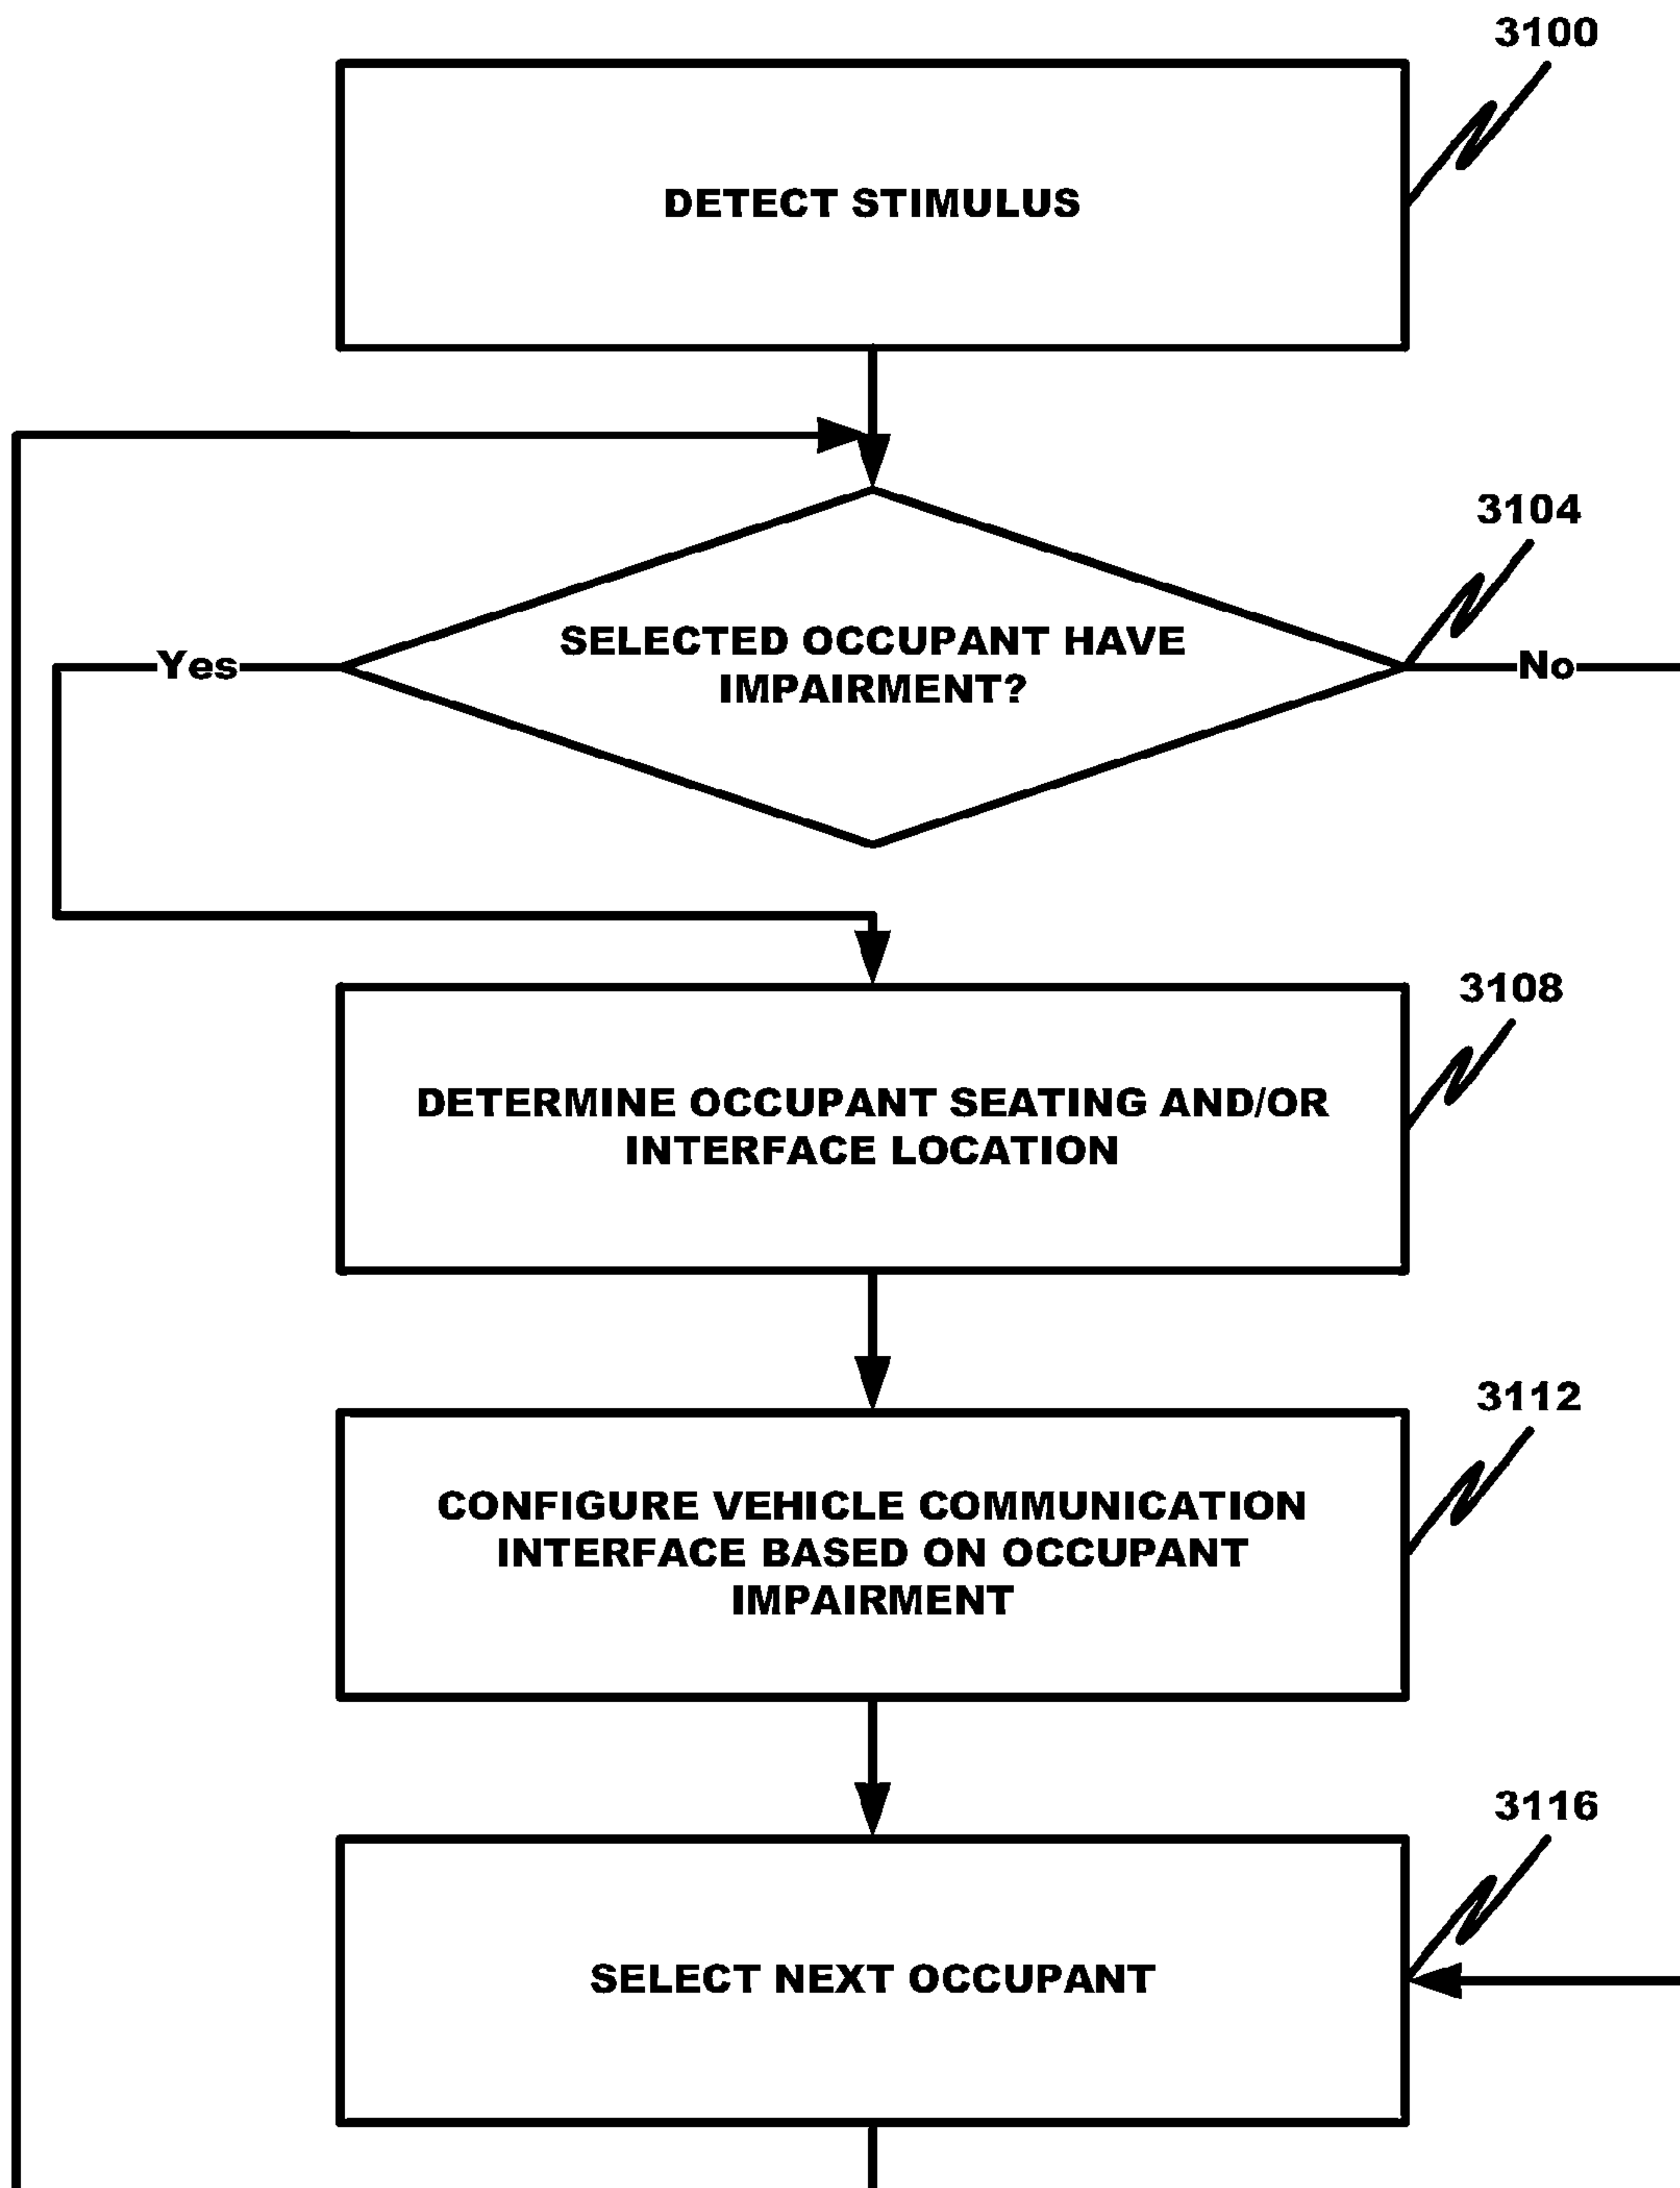 3100
DETECT STIMULUS
3104
SELECTED OCCUPANT HAVE
IMPAIRMENT?
Yes
No
3108
DETERMINE OCCUPANT SEATING AND/OR
INTERFACE LOCATION
3112
CONFIGURE VEHICLE COMMUNICATION
INTERFACE BASED ON OCCUPANT
IMPAIRMENT
3116
SELECT NEXT OCCUPANT